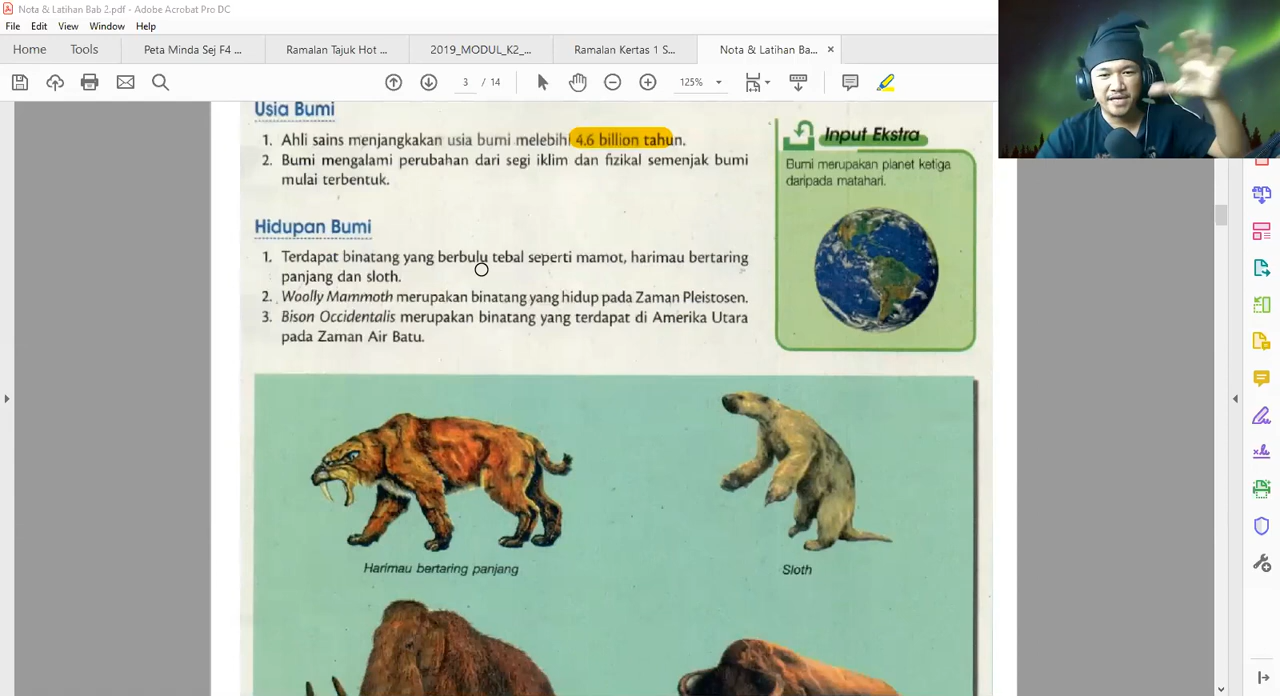 Nota & Latihan Bab 2.pdf - Adobe Acrobat Pro DC
File Edit View Window Help
Home Tools Peta Minda Sej F4 ... Ramalan Tajuk Hot ... 2019_MODUL_K2_... Ramalan Kertas 1 S... Nota & Latihan Ba... ×
3 / 14 125%
Usia Bumi
1. Ahli sains menjangkakan usia bumi melebihi 4.6 billion tahun.
2. Bumi mengalami perubahan dari segi iklim dan fizikal semenjak bumi
mulai terbentuk.
Input Ekstra
Bumi merupakan planet ketiga
daripada matahari.
Hidupan Bumi
1. Terdapat binatang yang berbulu tebal seperti mamot, harimau bertaring
panjang dan sloth.
2. Woolly Mammoth merupakan binatang yang hidup pada Zaman Pleistosen.
3. Bison Occidentalis merupakan binatang yang terdapat di Amerika Utara
pada Zaman Air Batu.
Harimau bertaring panjang
Sloth